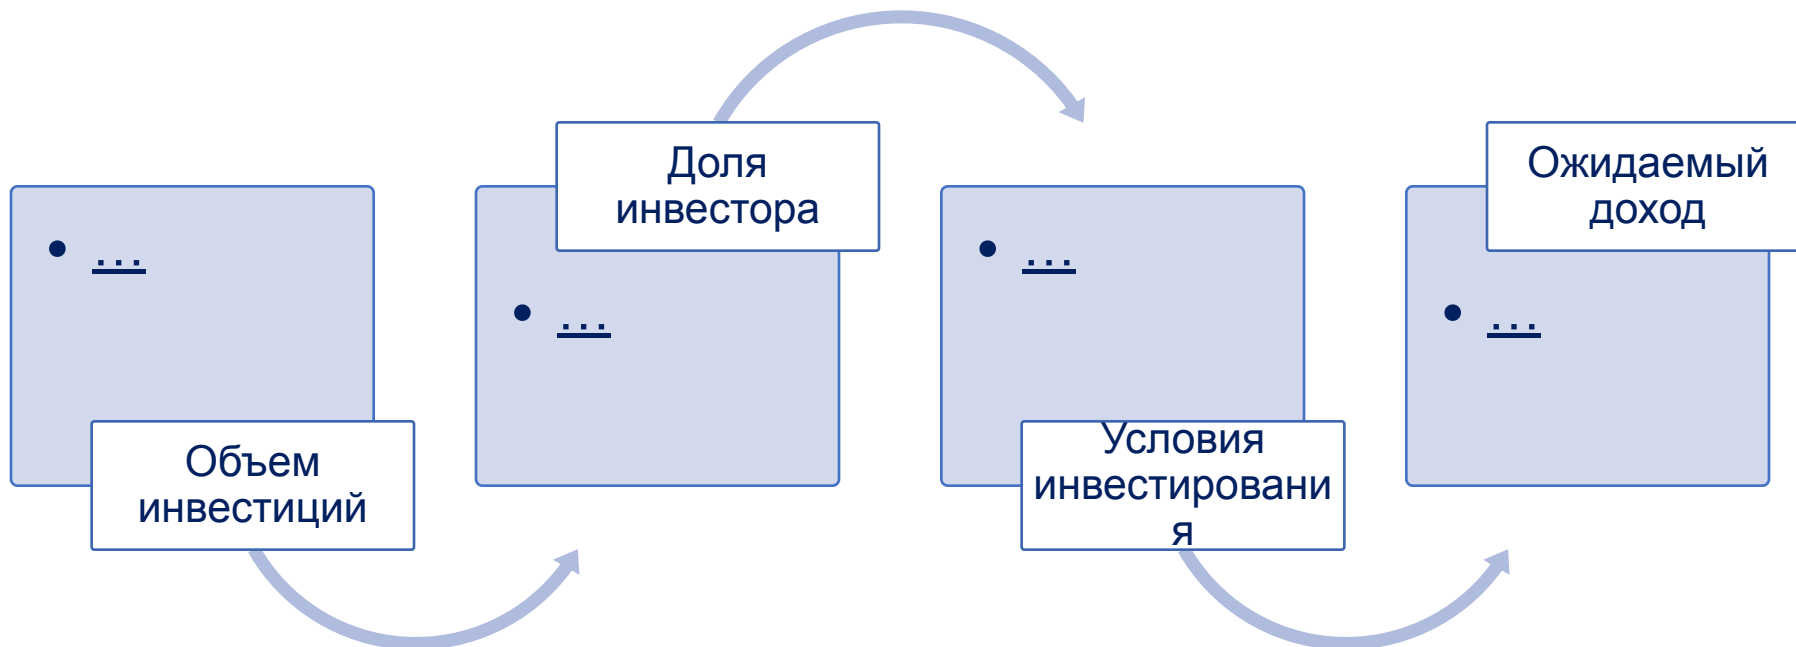 • ...
Объем
инвестиций
Доля
инвестора
• ...
• ...
Условия
инвестировани
я
Ожидаемый
доход
• ...